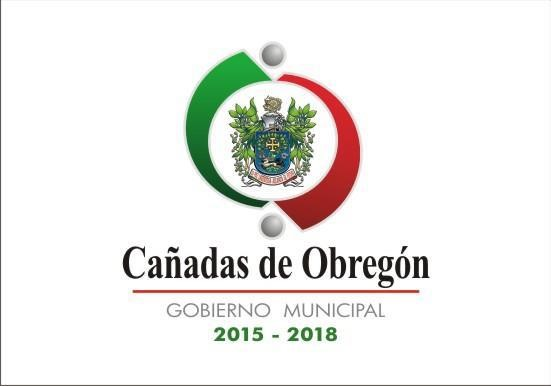 Cañadas de Obregón
GOBIERNO MUNICIPAL
2015 - 2018